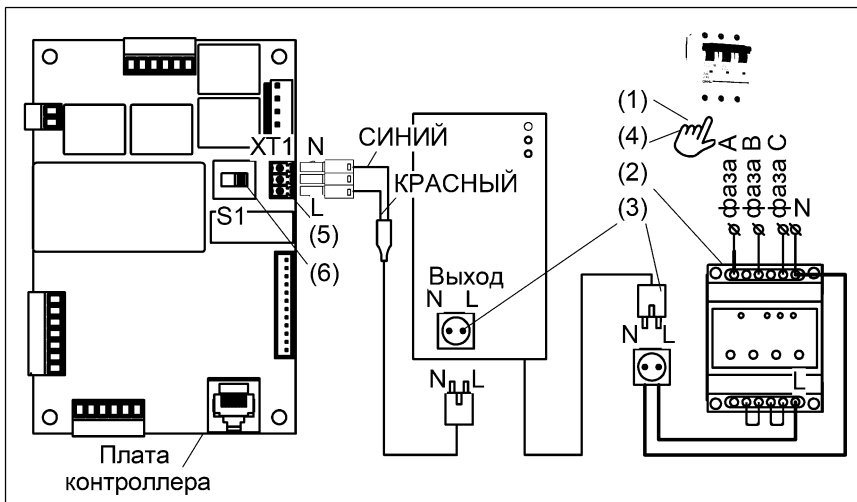 XT1
N
СИНИЙ
КРАСНЫЙ
L
S1
(5)
(6)
Выход
N L
N L
(1)
(4)
(2)
(3)
фаза A
фаза B
фаза C
N
N L
L
Плата
контроллера